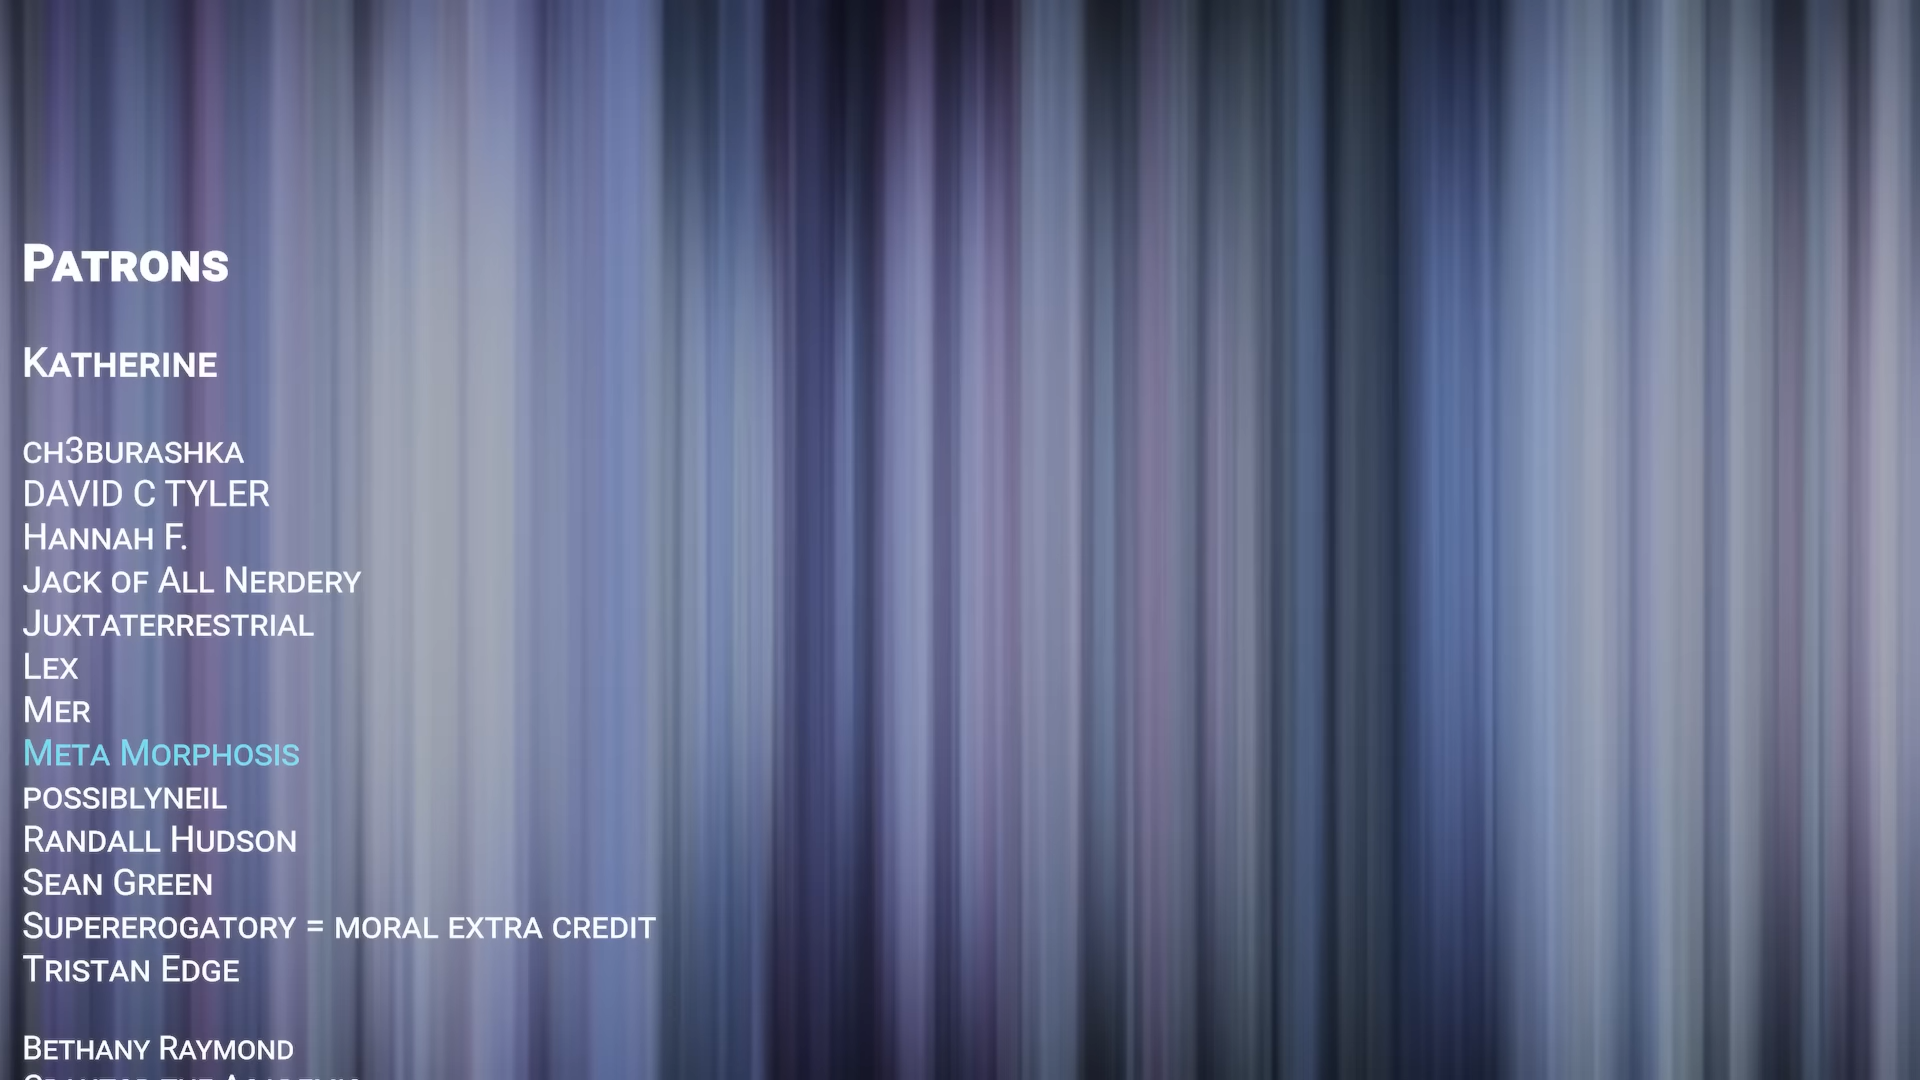 Patrons
Katherine
ch3burashka
DAVID C TYLER
Hannah F.
Jack of All Nerdery
Juxtaterrestrial
Lex
Mer
Meta Morphosis
possiblyneil
Randall Hudson
Sean Green
Supererogatory = moral extra credit
Tristan Edge
Bethany Raymond